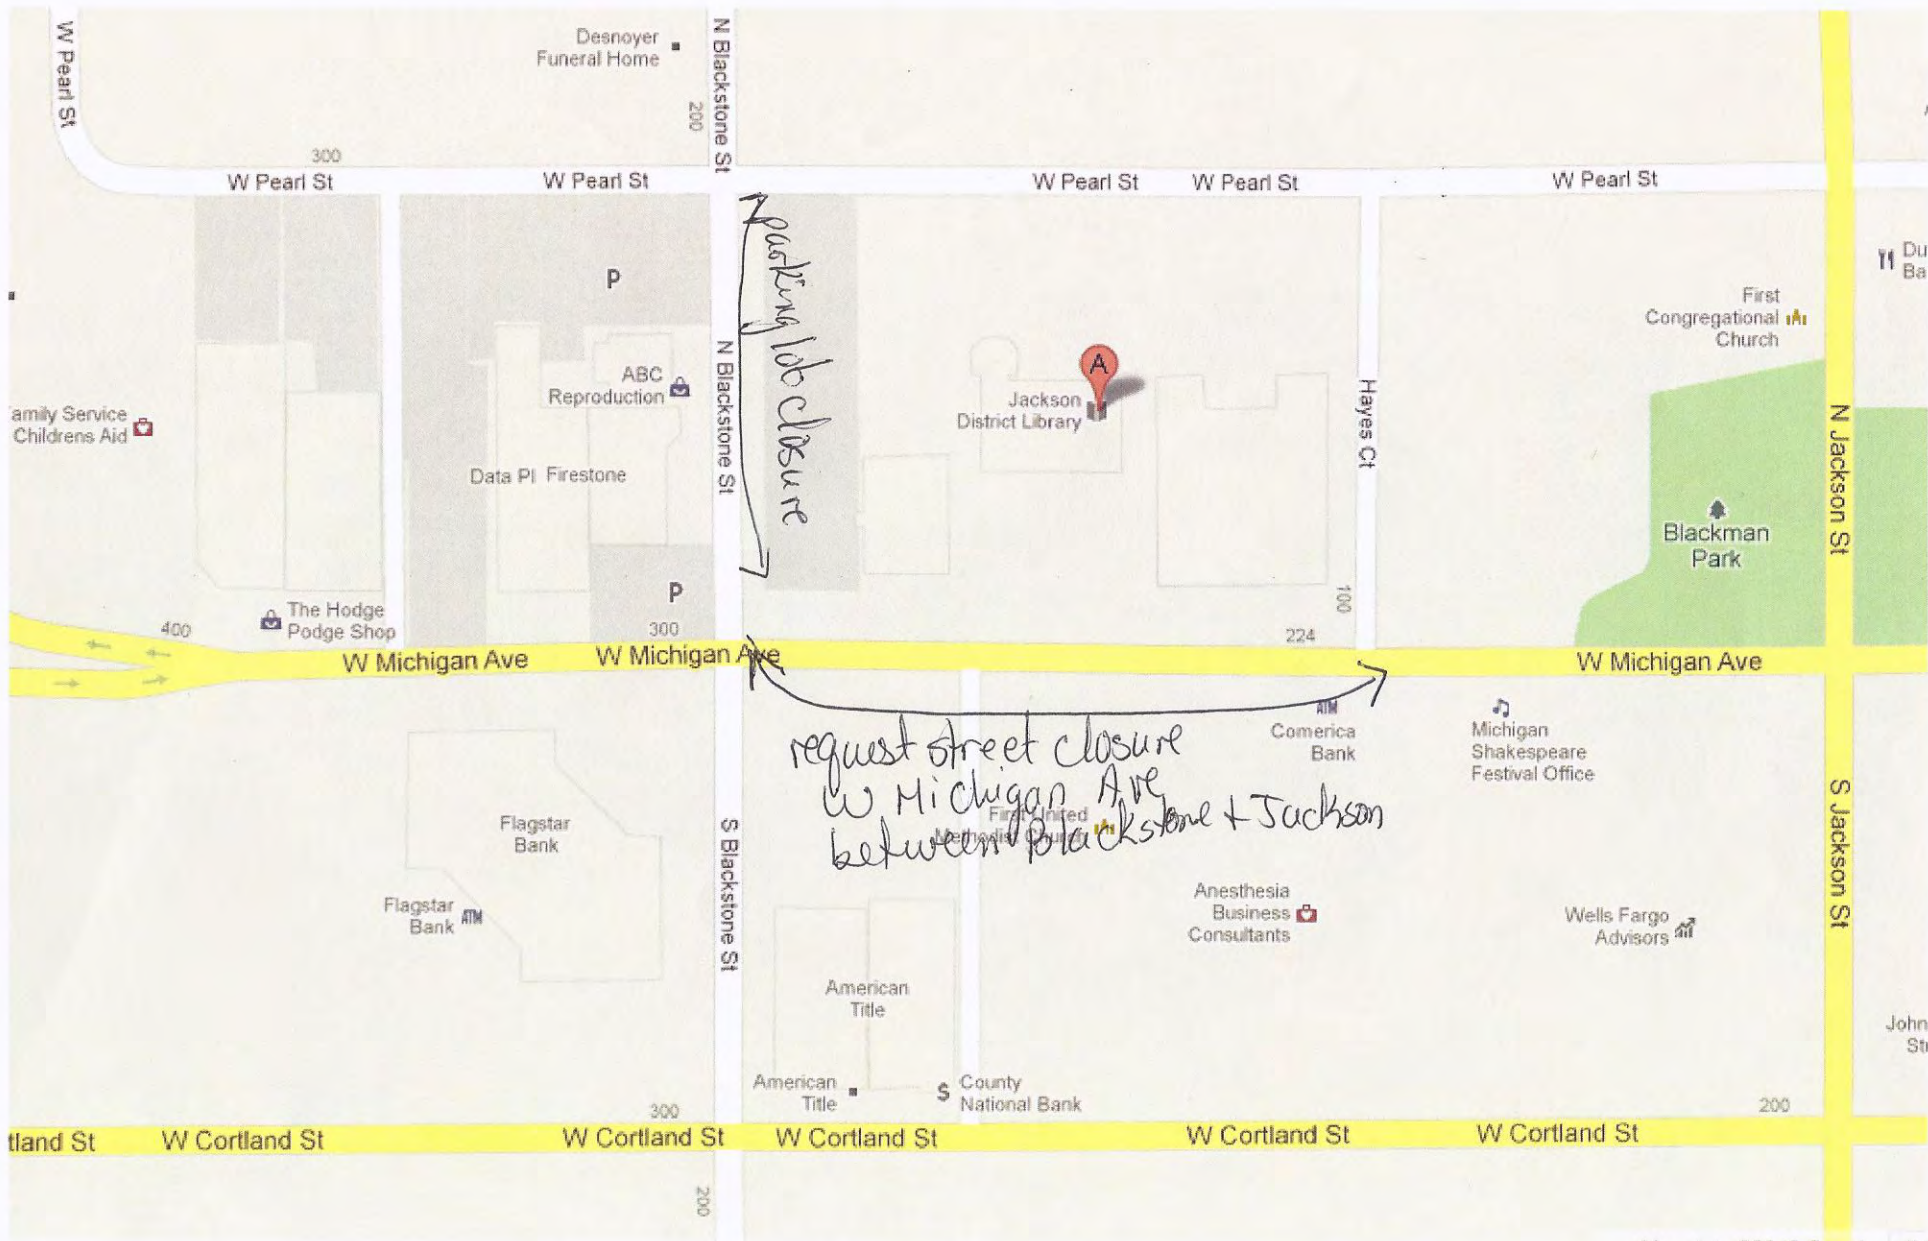 W Pearl St
Desnoyer
Funeral Home
N Blackstone St
200
300
W Pearl St
W Pearl St
W Pearl St
W Pearl St
W Pearl St
parking lot closure
P
ABC
Reproduction
N Blackstone St
Data Pl
Firestone
P
amily Service
Childrens Aid
The Hodge
Podge Shop
Jackson
District Library
A
Hayes Ct
100
First
Congregational
Church
Du
Ba
N Jackson St
Blackman
Park
400
300
224
W Michigan Ave
W Michigan Ave
W Michigan Ave
request street closure
W Michigan Ave
between Blackstone + Jackson
First United
Methodist Church
ATM
Comerica
Bank
Michigan
Shakespeare
Festival Office
Flagstar
Bank
Flagstar
Bank
ATM
S Blackstone St
S Jackson St
Anesthesia
Business
Consultants
Wells Fargo
Advisors
American
Title
American
Title
$
County
National Bank
John
Str
300
200
tland St
W Cortland St
W Cortland St
W Cortland St
W Cortland St
W Cortland St
200